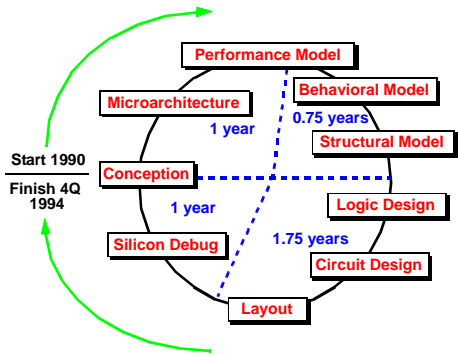 Performance Model
Behavioral Model
Microarchitecture
0.75 years
1 year
Structural Model
Start 1990
Conception
Finish 4Q
1994
Logic Design
1 year
1.75 years
Silicon Debug
Circuit Design
Layout